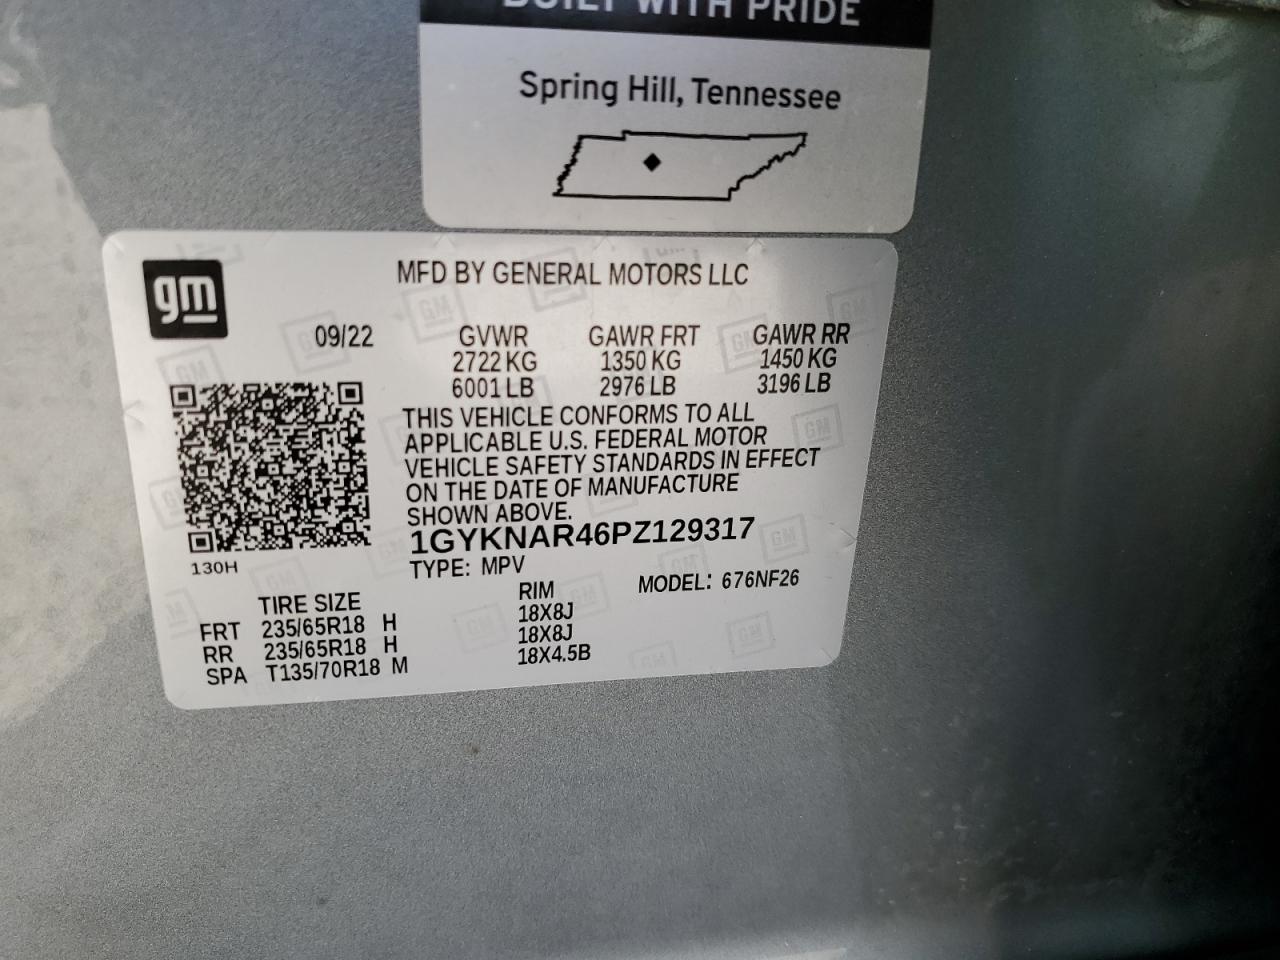 BUILT WITH PRIDE
Spring Hill, Tennessee
gm
MFD BY GENERAL MOTORS LLC
09/22 GVWR GAWR FRT GAWR RR
2722 KG 1350 KG 1450 KG
6001 LB 2976 LB 3196 LB
THIS VEHICLE CONFORMS TO ALL
APPLICABLE U.S. FEDERAL MOTOR
VEHICLE SAFETY STANDARDS IN EFFECT
ON THE DATE OF MANUFACTURE
SHOWN ABOVE.
1GYKNAR46PZ129317
130H
TYPE: MPV MODEL: 676NF26
TIRE SIZE RIM
FRT 235/65R18 H 18X8J
RR 235/65R18 H 18X8J
SPA T135/70R18 M 18X4.5B